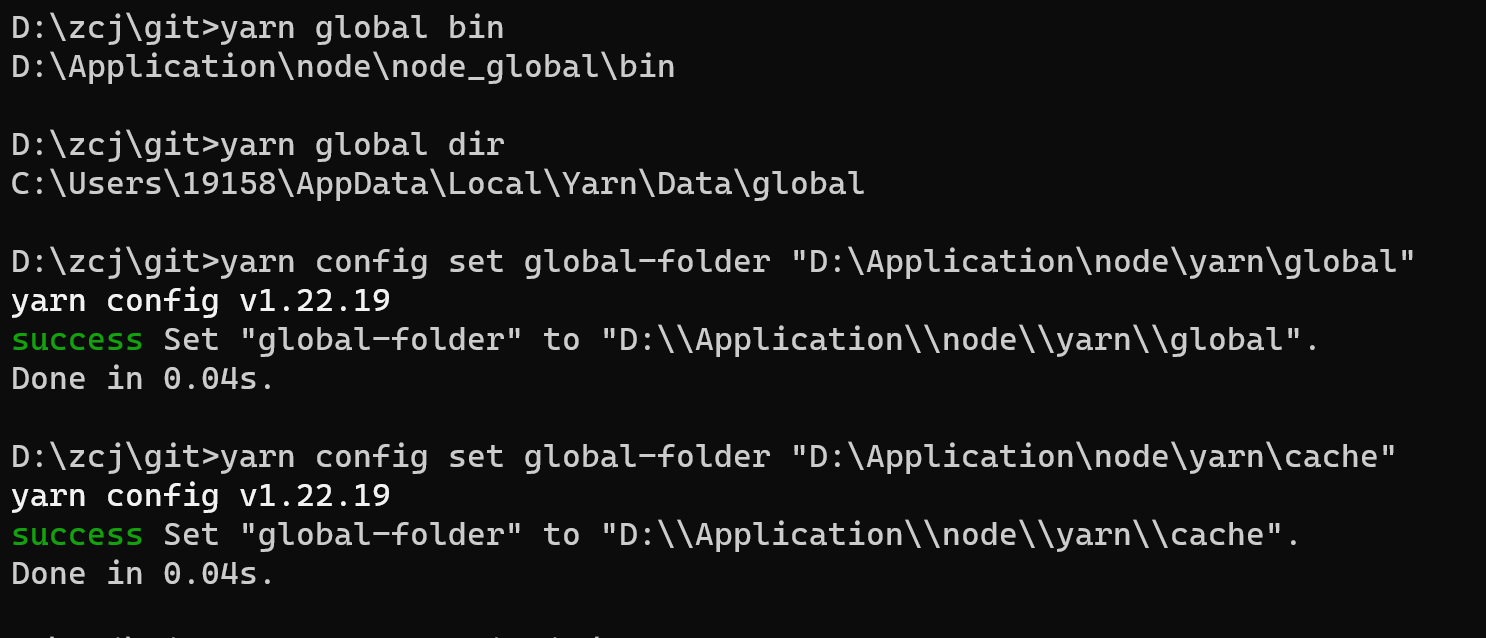 D:\zcj\git>yarn global bin
D:\Application\node\node_global\bin
D:\zcj\git>yarn global dir
C:\Users\19158\AppData\Local\Yarn\Data\global
D:\zcj\git>yarn config set global-folder "D:\Application\node\yarn\global"
yarn config v1.22.19
success Set "global-folder" to "D:\\Application\\node\\yarn\\global".
Done in 0.04s.
D:\zcj\git>yarn config set global-folder "D:\Application\node\yarn\cache"
yarn config v1.22.19
success Set "global-folder" to "D:\\Application\\node\\yarn\\cache".
Done in 0.04s.